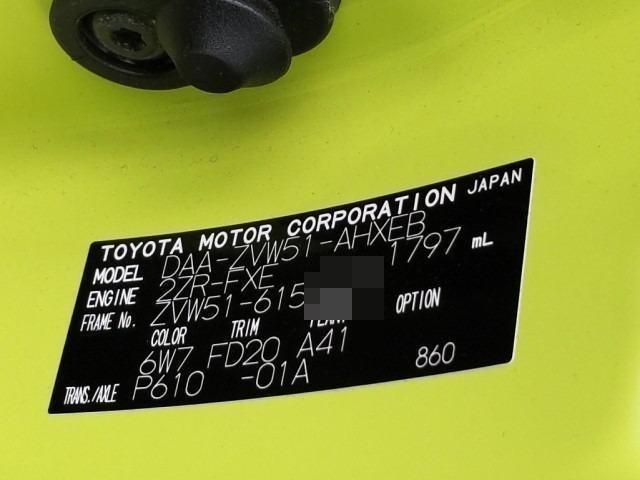 TOYOTA MOTOR CORPORATION JAPAN
MODEL DAA-ZVW51-AHXEB
ENGINE 2ZR-FXE 1797 mL
FRAME No. ZVW51-615
COLOR TRIM PLANT OPTION
6W7 FD20 A41 860
TRANS./AXLE P610 -01A